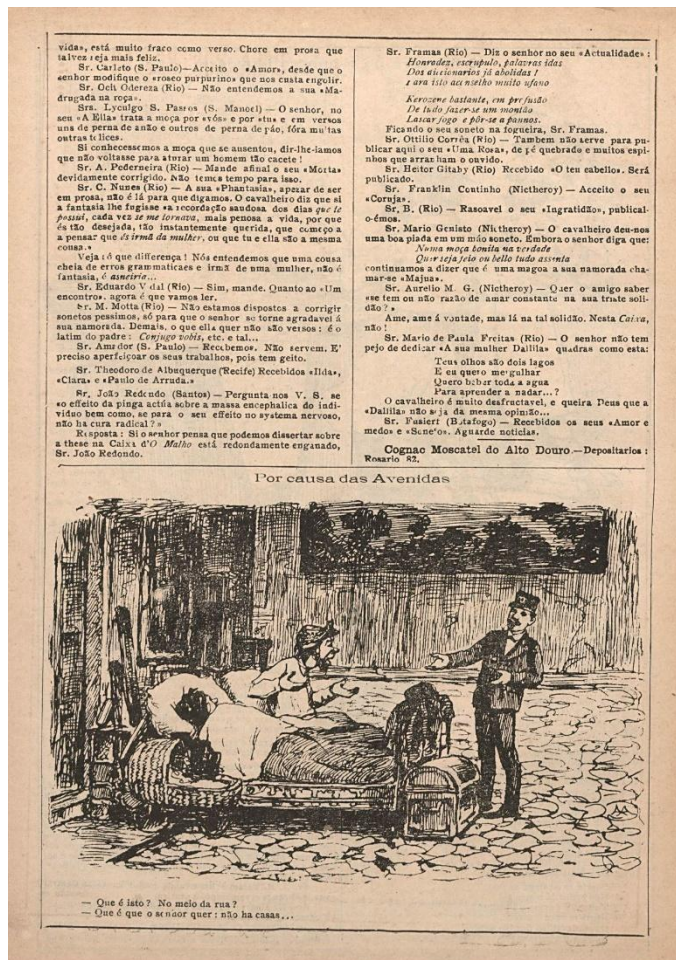 vida», está muito fraco como verso. Chore em prosa que
talvez seja mais feliz.
Sr. Carleto (S. Paulo)—Acceito o «Amor», desde que o
senhor modifique o «roseo purpurino» que nos custa engolir.
Sr. Och Odereza (Rio) — Não entendemos a sua «Ma-
drugada na roça».
Srs. Lyculgo S. Passos (S. Manoel) — O senhor, no
seu «A Ella» trata a moça por «vós» e por «tu» e em versos
uns de perna de anão e outros de perna de páo, fóra muitas
outras tolices.
Si conhecessemos a moça que se ausentou, dir-lhe-iamos
que não voltasse para aturar um homem tão cacete !
Sr. A. Pederneira (Rio) — Mande afinal o seu «Morta»
devidamente corrigido. Não temos tempo para isso.
Sr. C. Nunes (Rio) — A sua «Phantasia», apezar de ser
em prosa, não é lá para que digamos. O cavalheiro diz que si
a fantasia lhe fugisse «a recordação saudosa dos dias que te
possui, cada vez se me tornava, mais penosa a vida, por que
és tão desejada, tão instantemente querida, que começo a
a pensar que és irmã da mulher, ou que tu e ella são a mesma
cousa.»
Veja só que differença ! Nós entendemos que uma cousa
cheia de erros grammaticaes e irmã de uma mulher, não é
fantasia, é asneira...
Sr. Eduardo Vidal (Rio) — Sim, mande. Quanto ao «Um
encontro», agora é que vamos ler.
Sr. M. Motta (Rio) — Não estamos dispostos a corrigir
sonetos pessimos, só para que o senhor se torne agradavel á
sua namorada. Demais, o que ella quer não são versos : é o
latim do padre : Conjugo vobis, etc. e tal...
Sr. Amador (S. Paulo) — Recebemos. Não servem. E'
preciso aperfeiçoar os seus trabalhos, pois tem geito.
Sr. Theodoro de Albuquerque (Recife) Recebidos «Ilda»,
«Clara» e «Paulo de Arruda.»
Sr, João Redondo (Santos) — Pergunta nos V. S. se
«o effeito da pinga actúa sobre a massa encephalica do indi-
viduo bem como, se para o seu effeito no systema nervoso,
não ha cura radical ? »
Resposta : Si o senhor pensa que podemos dissertar sobre
a these na Caixa d'O Malho está redondamente enganado,
Sr. João Redondo.
Sr. Framas (Rio) — Diz o senhor no seu «Actualidade» :
Honradez, escrupulo, palavras idas
Dos diccionarios já abolidas !
Para isto aconselho muito ufano
Kerozene bastante, em profusão
De tudo fazer-se um montão
Lascar fogo e pôr-se a pannos.
Ficando o seu soneto na fogueira, Sr. Framas.
Sr. Ottilio Corrêa (Rio) — Tambem não serve para pu-
blicar aqui o seu «Uma Rosa», de pé quebrado e muitos espi-
nhos que arranham o ouvido.
Sr. Heitor Gitaby (Rio) Recebido «O teu cabello». Será
publicado.
Sr. Franklin Coutinho (Nictheroy) — Acceito o seu
«Coruja».
Sr, B. (Rio) — Rasoavel o seu «Ingratidão», publical-
o-émos.
Sr. Mario Genisto (Nictheroy) — O cavalheiro deu-nos
uma boa piada em um máo soneto. Embora o senhor diga que:
Numa moça bonita na verdade
Quer seja feio ou bello tudo assenta
continuamos a dizer que é uma magoa a sua namorada cha-
mar-se «Majua».
Sr. Aurelio M. G. (Nictheroy) — Quer o amigo saber
«se tem ou não razão de amar constante na sua triste soli-
dão ? »
Ame, ame á vontade, mas lá na tal solidão. Nesta Caixa,
não !
Sr. Mario de Paula Freitas (Rio) — O senhor não tem
pejo de dedicar «A sua mulher Dallila» quadras como esta:
Teus olhos são dois lagos
E eu quero mergulhar
Quero beber toda a agua
Para aprender a nadar...?
O cavalheiro é muito desfructavel, e queira Deus que a
«Dallila» não seja da mesma opinião...
Sr. Fusiert (Botafogo) — Recebidos os seus «Amor e
medo» e «Sonetos. Aguarde noticias.
Cognac Moscatel do Alto Douro.—Depositarios :
Rosario 82.
Por causa das Avenidas
— Que é isto ? No meio da rua ?
— Que é que o senhor quer : não ha casas...